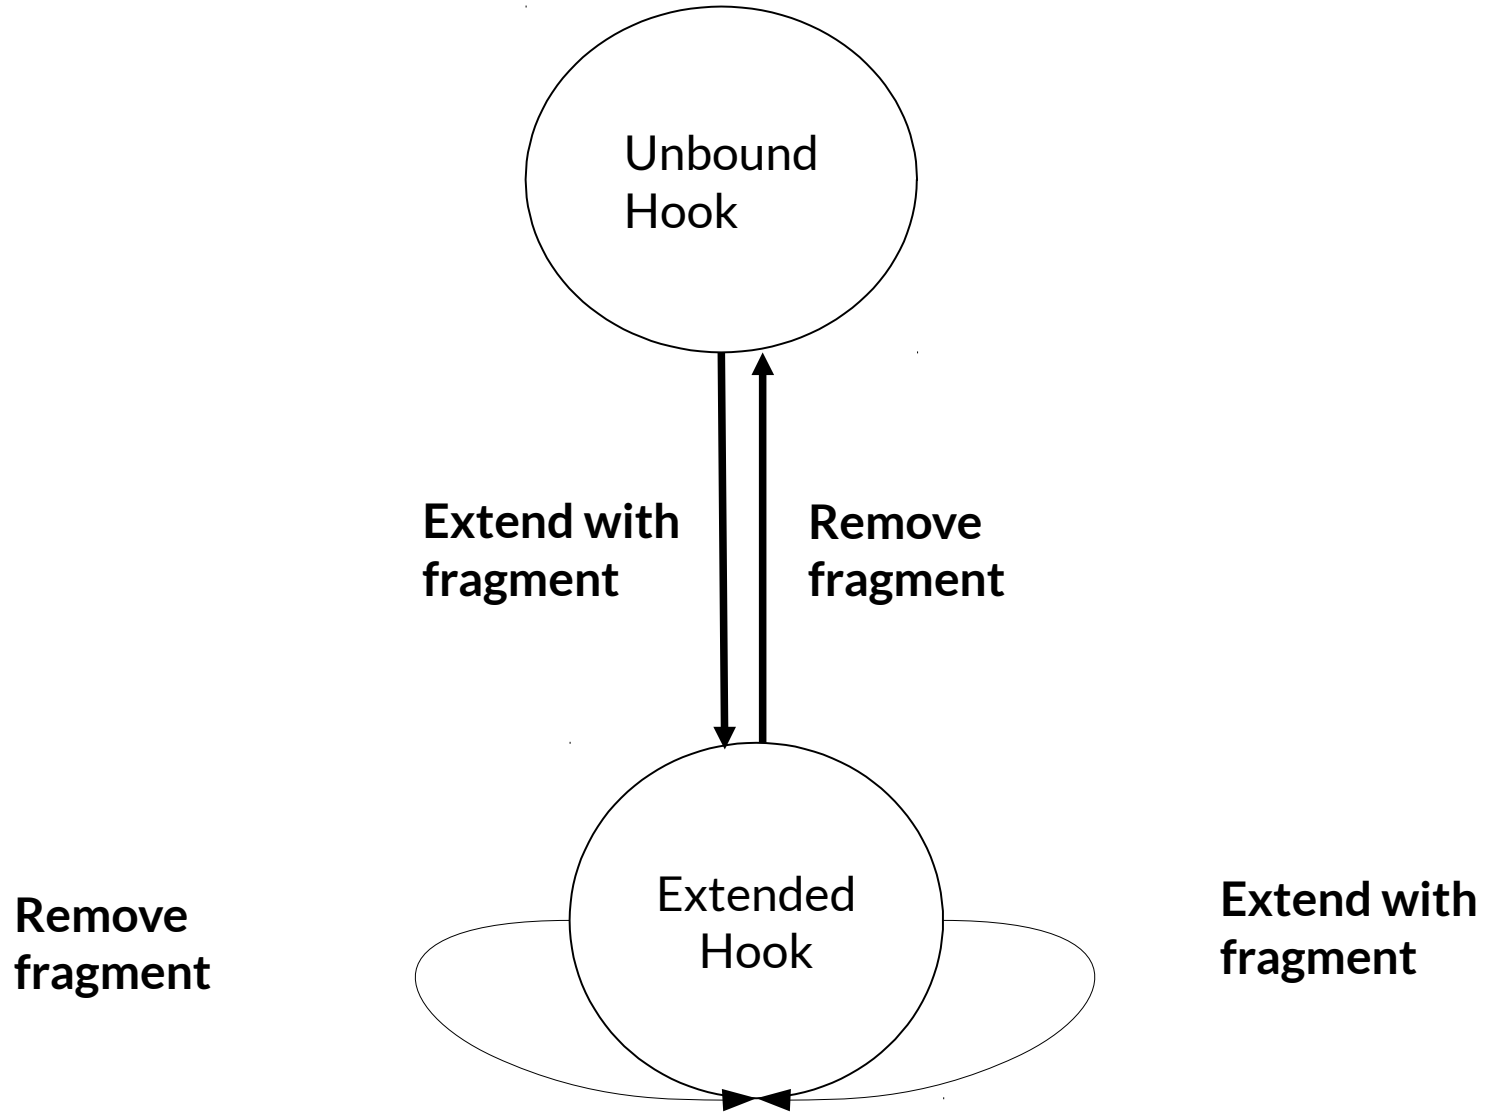 Unbound
Hook
Extend with
fragment
Remove
fragment
Extended
Hook
Remove
fragment
Extend with
fragment